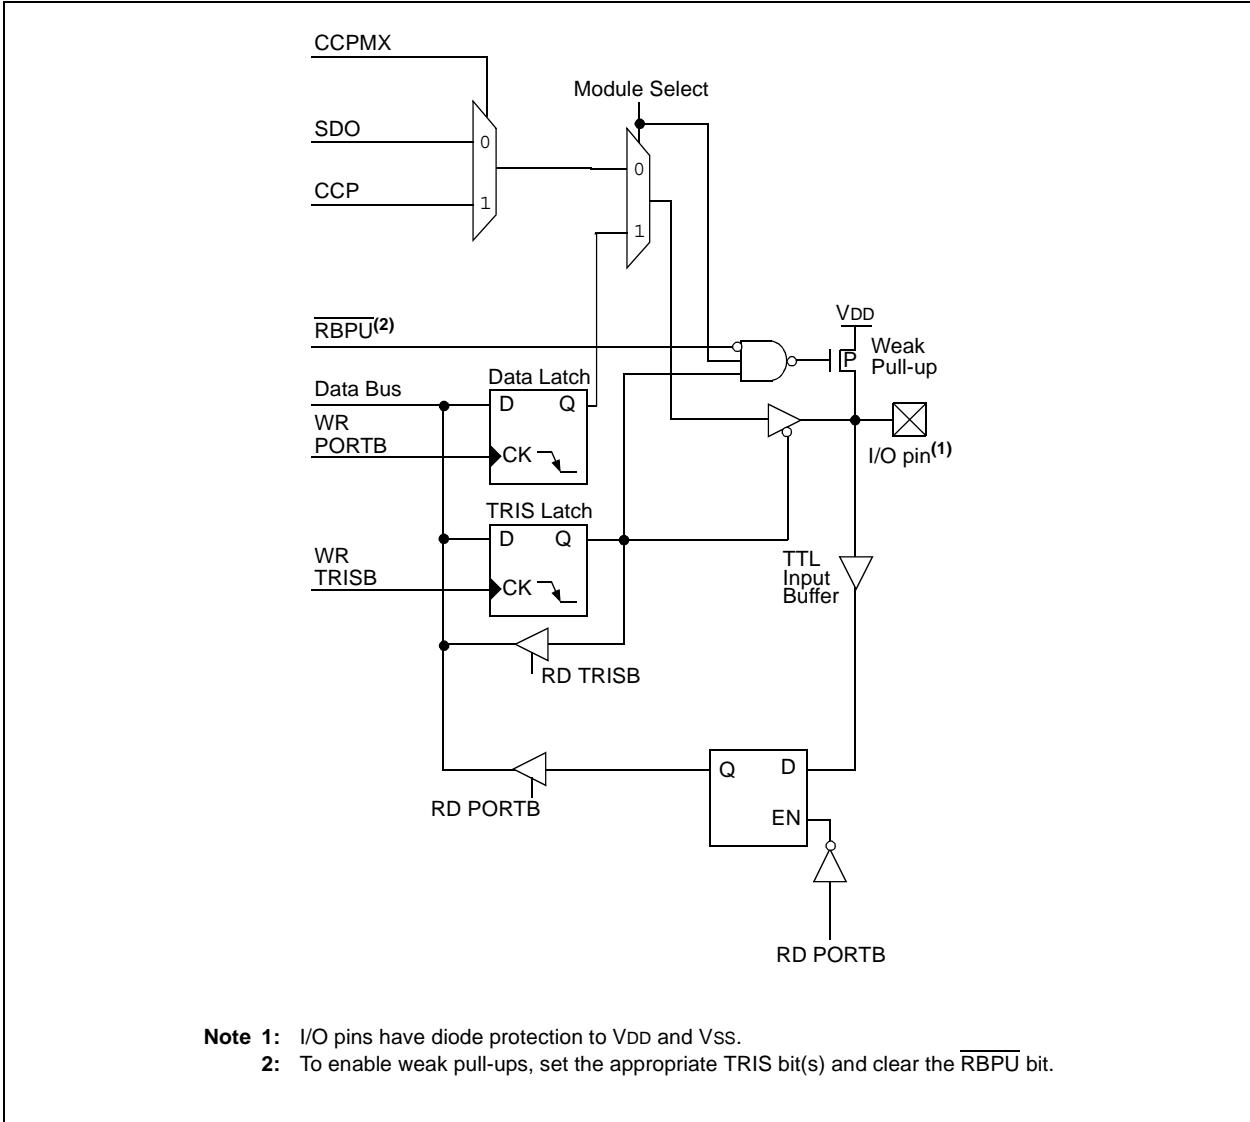 CCPMX
Module Select
SDO
0
0
CCP
1
1
VDD
RBPU(2)
Weak
Pull-up
P
Data Bus
Data Latch
D Q
WR
PORTB
CK
I/O pin(1)
TRIS Latch
D Q
WR
TRISB
CK
TTL
Input
Buffer
RD TRISB
Q D
RD PORTB
EN
RD PORTB
Note 1: I/O pins have diode protection to VDD and VSS.
2: To enable weak pull-ups, set the appropriate TRIS bit(s) and clear the RBPU bit.